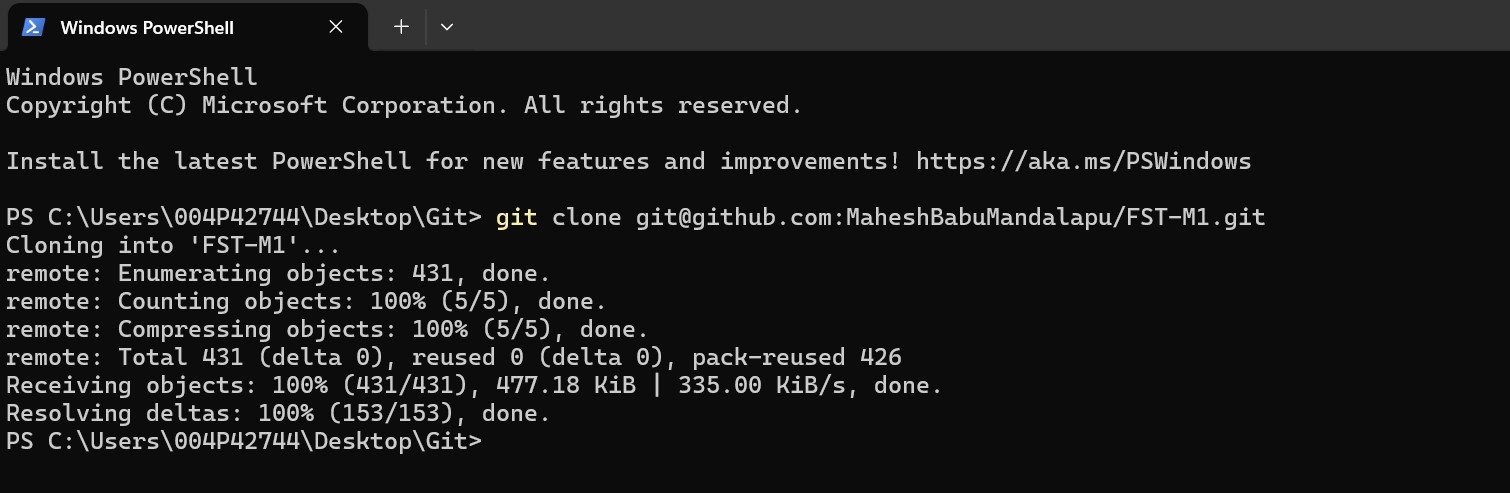 Windows PowerShell
Windows PowerShell
Copyright (C) Microsoft Corporation. All rights reserved.
Install the latest PowerShell for new features and improvements! https://aka.ms/PSWindows
PS C:\Users\004P42744\Desktop\Git> git clone git@github.com:MaheshBabuMandalapu/FST-M1.git
Cloning into 'FST-M1'...
remote: Enumerating objects: 431, done.
remote: Counting objects: 100% (5/5), done.
remote: Compressing objects: 100% (5/5), done.
remote: Total 431 (delta 0), reused 0 (delta 0), pack-reused 426
Receiving objects: 100% (431/431), 477.18 KiB | 335.00 KiB/s, done.
Resolving deltas: 100% (153/153), done.
PS C:\Users\004P42744\Desktop\Git>